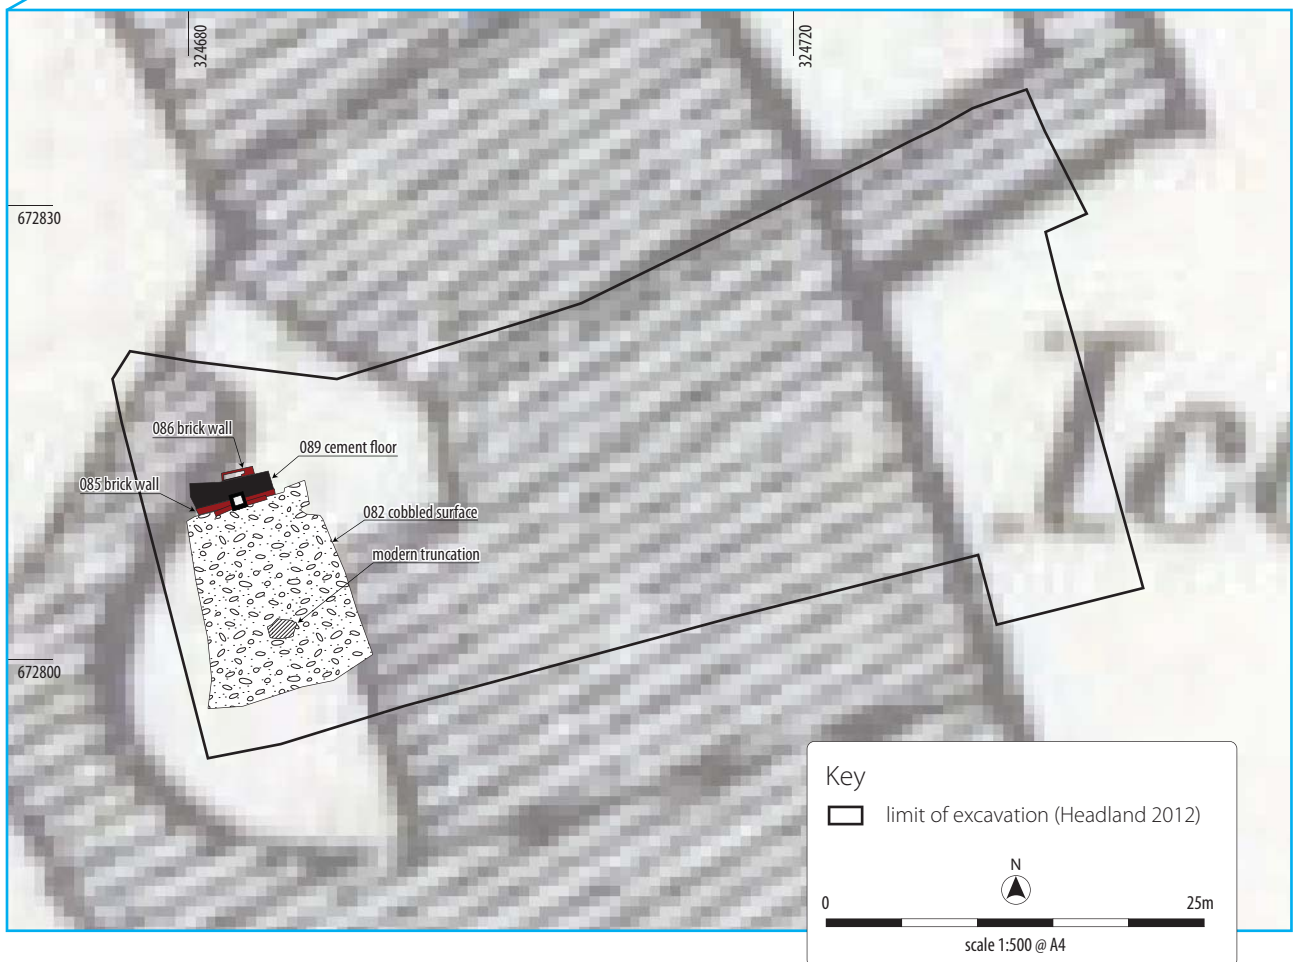 324680
324720
672830
086 brick wall
089 cement floor
085 brick wall
082 cobbled surface
modern truncation
672800
Key
limit of excavation (Headland 2012)
N
0
25m
scale 1:500 @ A4